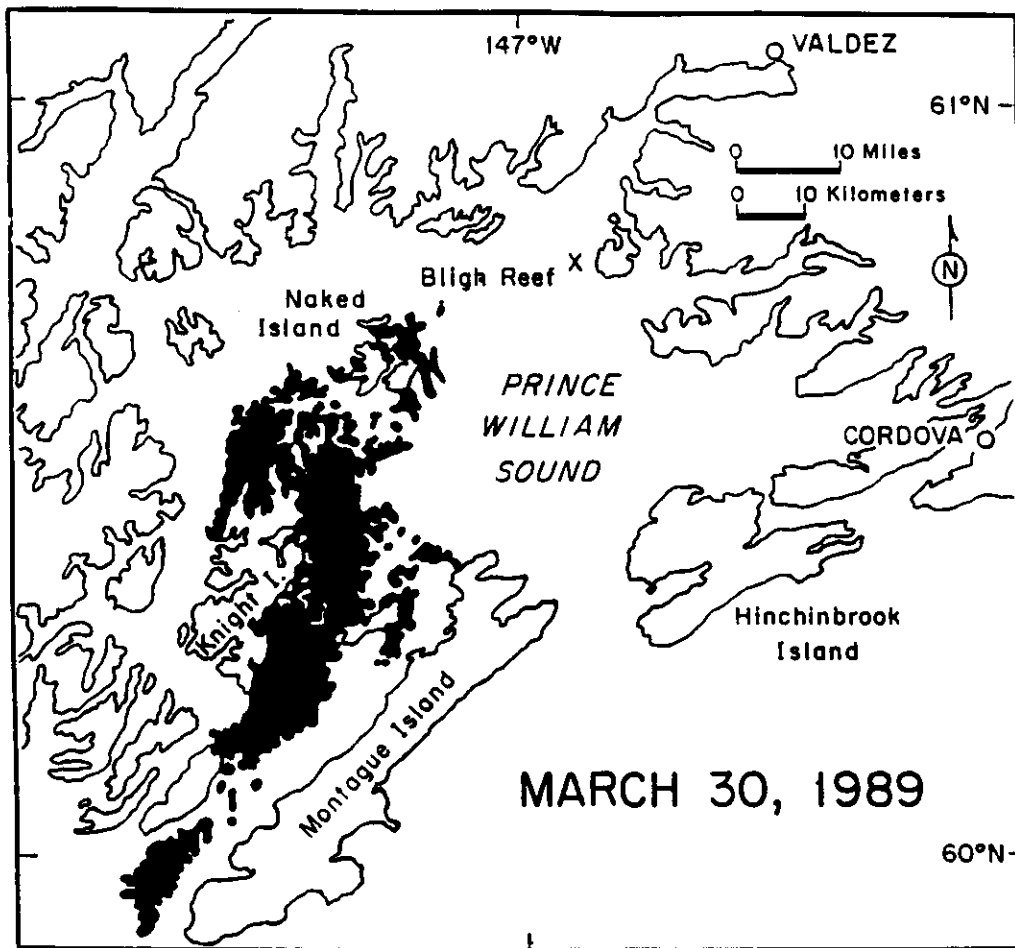 147°W
VALDEZ
61°N
0 10 Miles
0 10 Kilometers
Bligh Reef X
N
Naked
Island
PRINCE
WILLIAM
SOUND
CORDOVA
Knight I.
Hinchinbrook
Island
Montague Island
MARCH 30, 1989
60°N